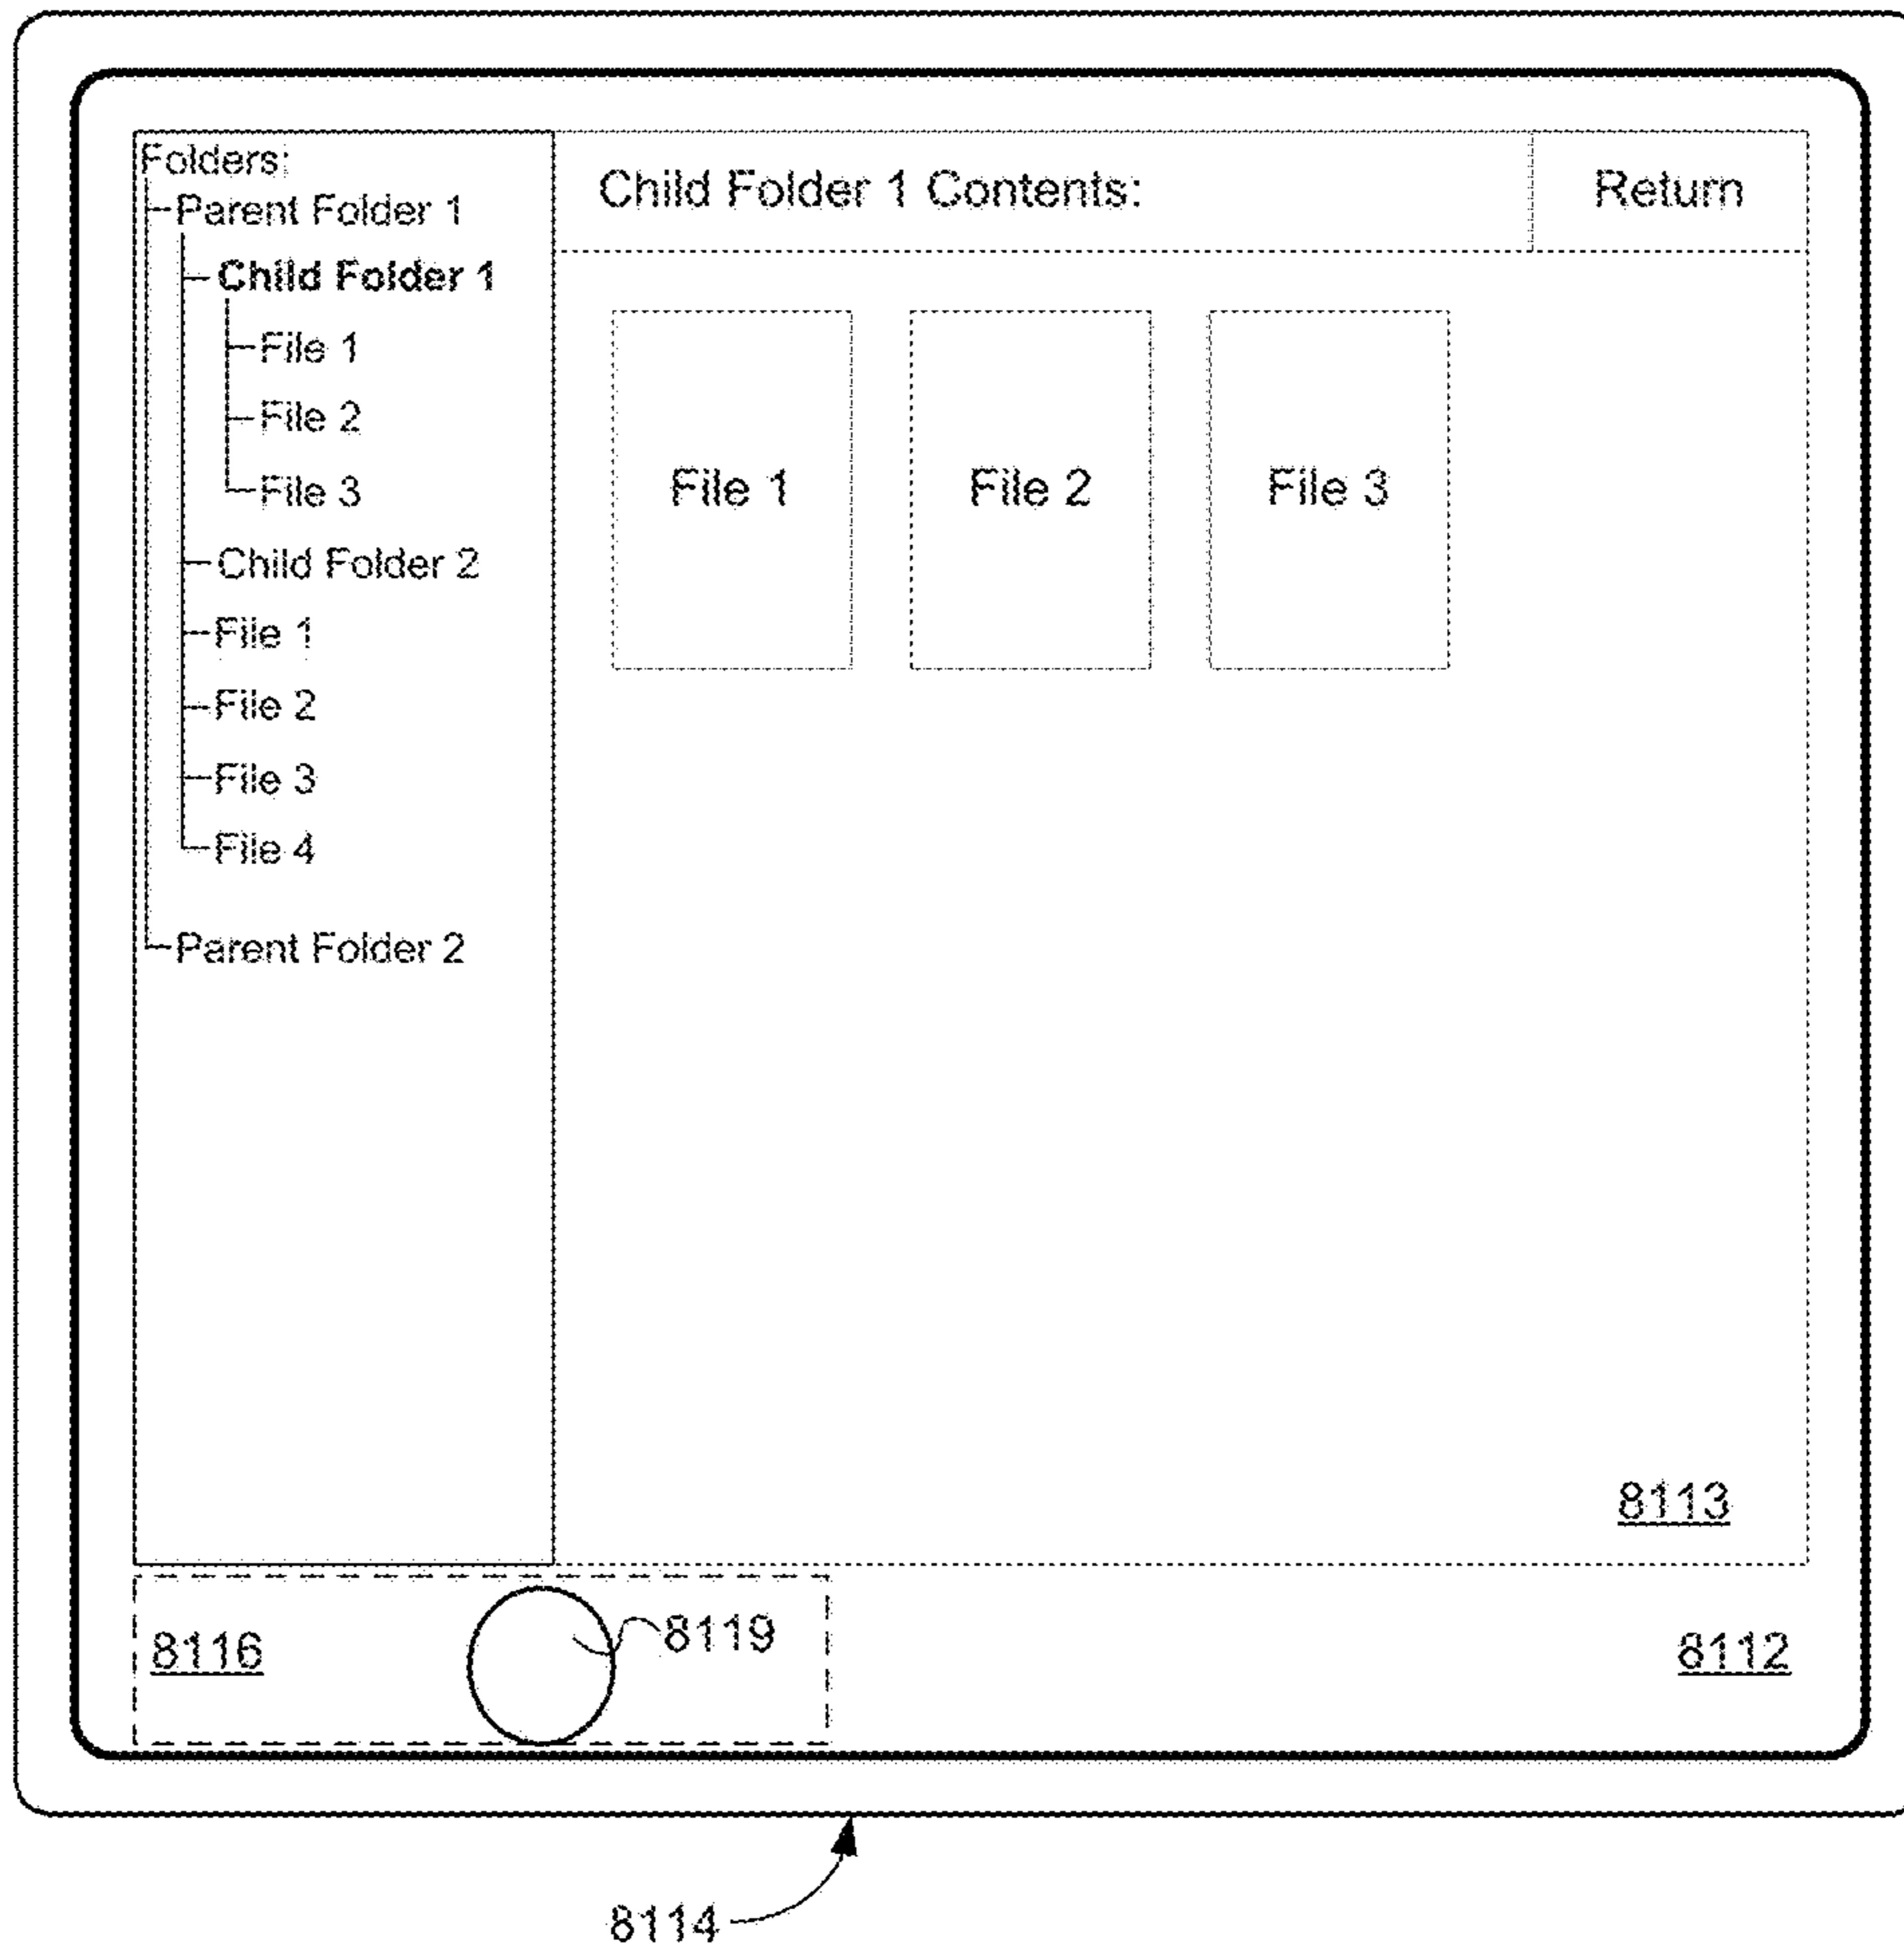 Folders:
Parent Folder 1
Child Folder 1
File 1
File 2
File 3
Child Folder 2
File 1
File 2
File 3
File 4
Parent Folder 2
Child Folder 1 Contents:
Return
File 1
File 2
File 3
8113
8116
8119
8112
8114